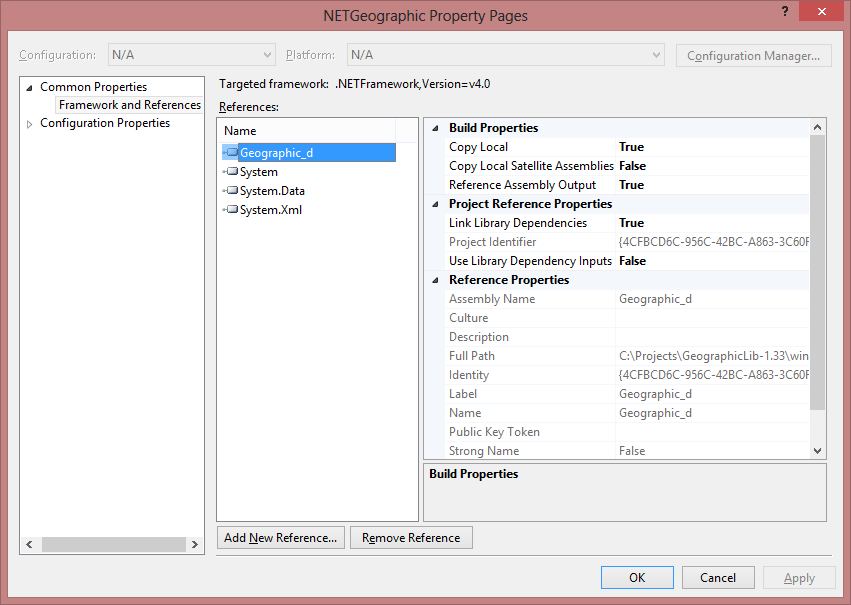 NETGeographic Property Pages
?
Configuration: N/A Platform: N/A Configuration Manager...
Common Properties
Framework and References
Configuration Properties
Targeted framework: .NETFramework,Version=v4.0
References:
Name
Geographic_d
System
System.Data
System.Xml
Build Properties
Copy Local True
Copy Local Satellite Assemblies False
Reference Assembly Output True
Project Reference Properties
Link Library Dependencies True
Project Identifier {4CFBCD6C-956C-42BC-A863-3C60F
Use Library Dependency Inputs False
Reference Properties
Assembly Name Geographic_d
Culture
Description
Full Path C:\Projects\GeographicLib-1.33\win
Identity {4CFBCD6C-956C-42BC-A863-3C60F
Label Geographic_d
Name Geographic_d
Public Key Token
Strong Name False
Build Properties
Add New Reference... Remove Reference
OK Cancel Apply